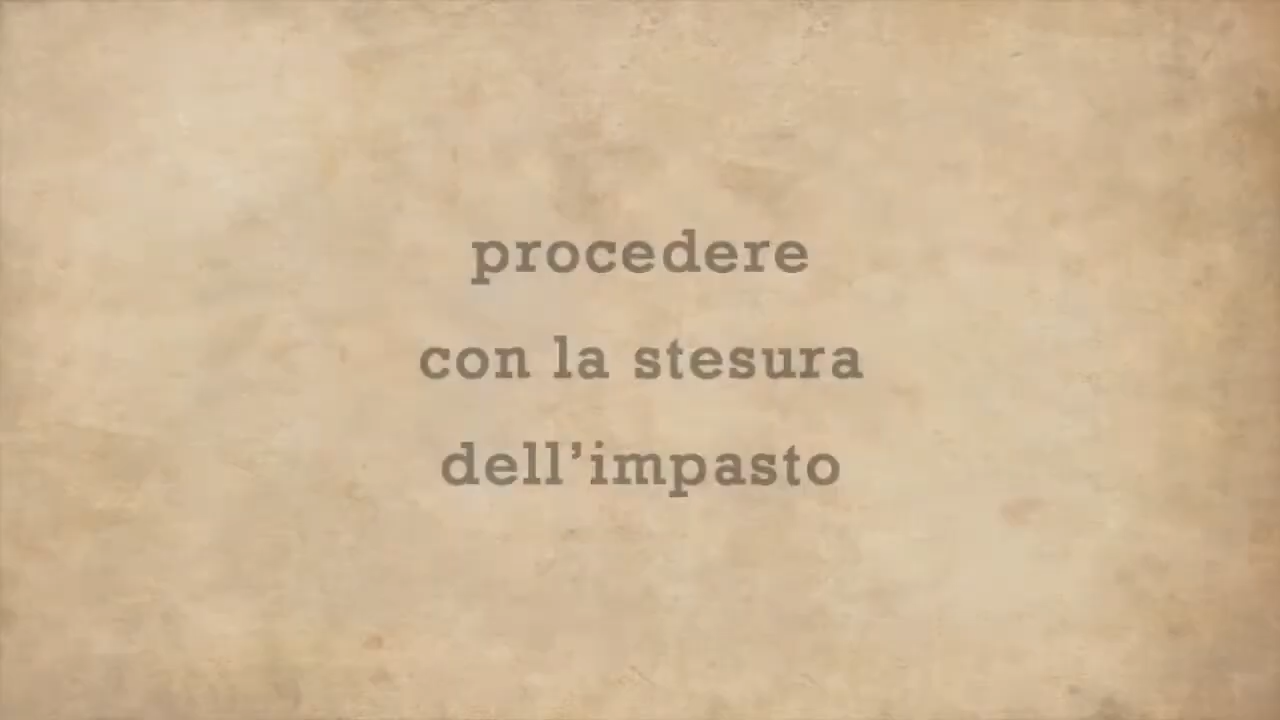 procedere
con la stesura
dell’impasto